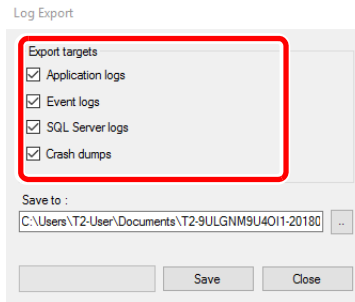 Log Export
Export targets
Application logs
Event logs
SQL Server logs
Crash dumps
Save to :
C:\Users\T2-User\Documents\T2-9ULGNM9U4OI1-20180
..
Save
Close